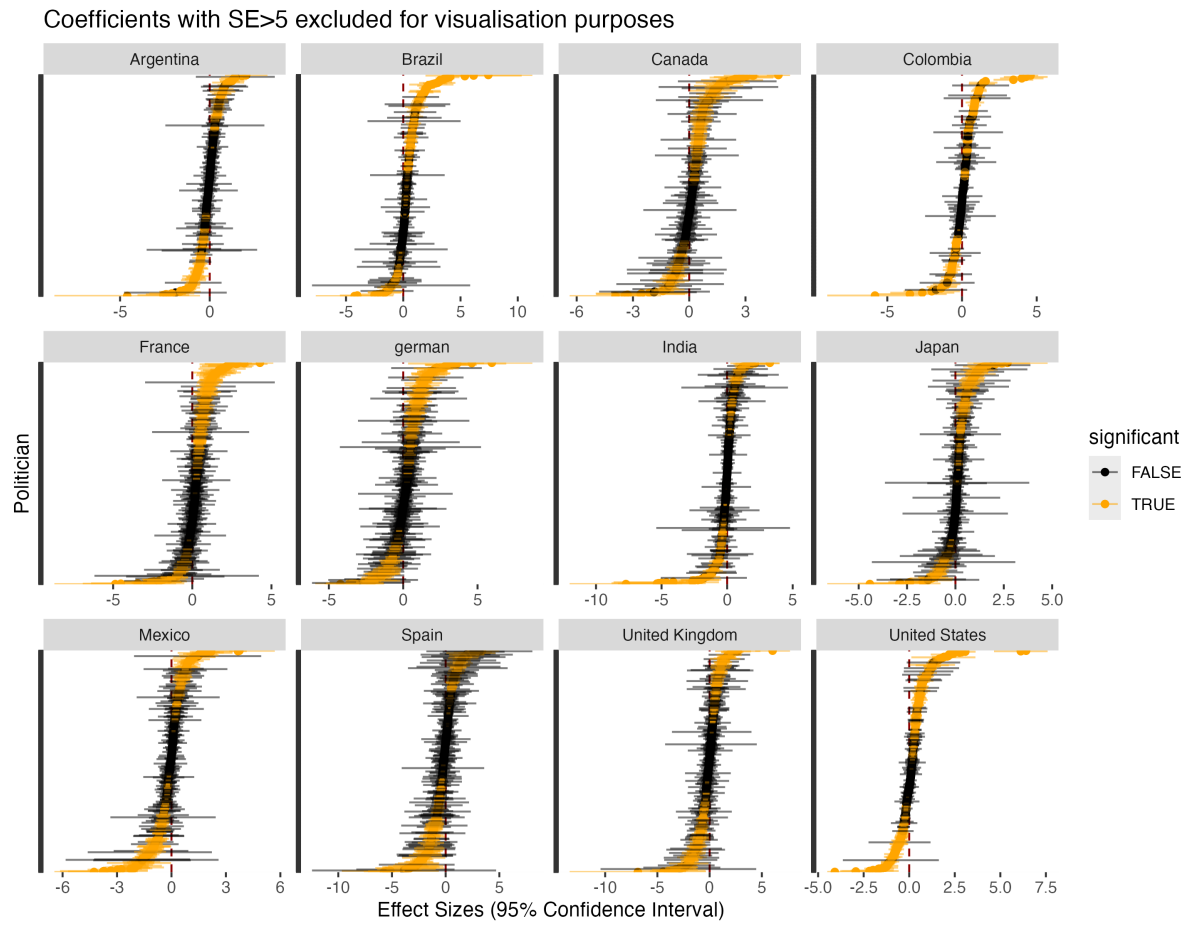 Coefficients with SE>5 excluded for visualisation purposes
Argentina Brazil Canada Colombia
-5 0 -5 0 5 10 -6 -3 0 3 -5 0 5
France german India Japan
-5 0 5 -5 0 5 -10 -5 0 5 -5.0 -2.5 0.0 2.5 5.0
Politician
significant
FALSE
TRUE
Mexico Spain United Kingdom United States
-6 -3 0 3 6 -10 -5 0 5 -10 -5 0 5 -5.0 -2.5 0.0 2.5 5.0 7.5
Effect Sizes (95% Confidence Interval)